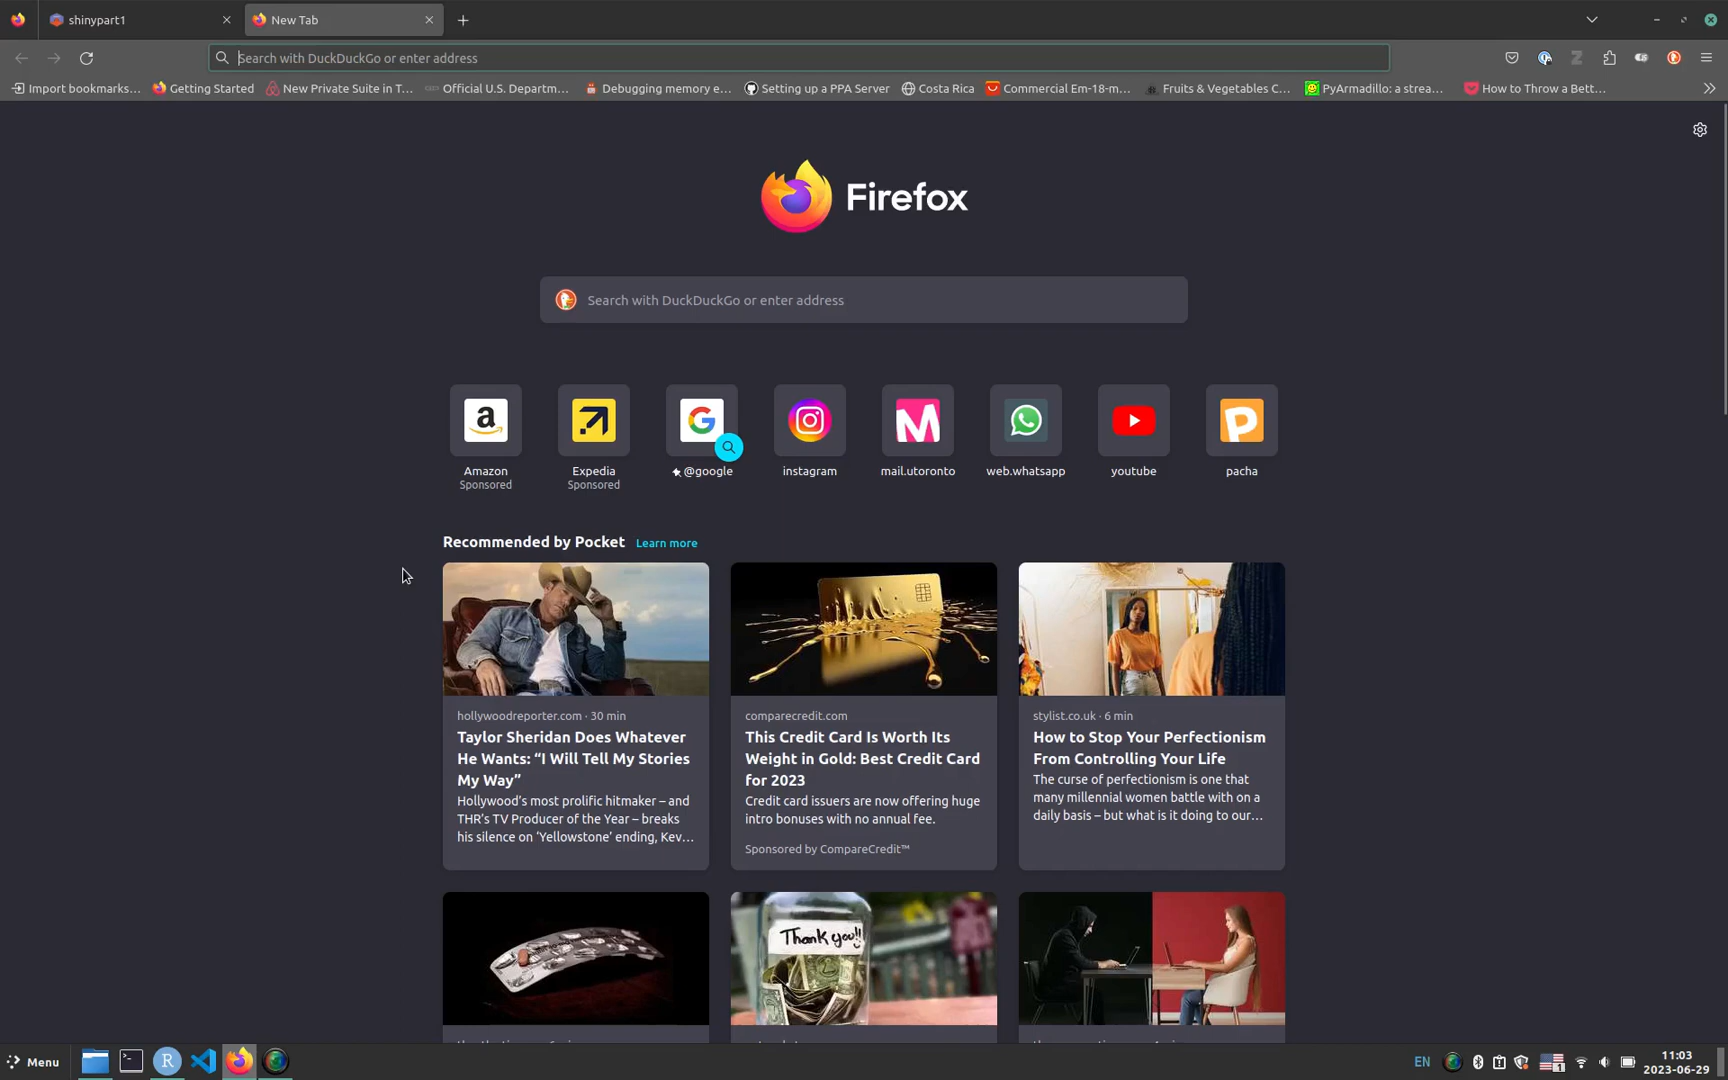 shinypart1
New Tab
Search with DuckDuckGo or enter address
Import bookmarks...
Getting Started
New Private Suite in T...
Official U.S. Departm...
Debugging memory e...
Setting up a PPA Server
Costa Rica
Commercial Em-18-m...
Fruits & Vegetables C...
PyArmadillo: a strea...
How to Throw a Bett...
Firefox
Search with DuckDuckGo or enter address
Amazon
Sponsored
Expedia
Sponsored
@google
instagram
mail.utoronto
web.whatsapp
youtube
pacha
Recommended by Pocket Learn more
hollywoodreporter.com · 30 min
Taylor Sheridan Does Whatever
He Wants: “I Will Tell My Stories
My Way”
Hollywood’s most prolific hitmaker – and
THR’s TV Producer of the Year – breaks
his silence on ‘Yellowstone’ ending, Kev...
comparecredit.com
This Credit Card Is Worth Its
Weight in Gold: Best Credit Card
for 2023
Credit card issuers are now offering huge
intro bonuses with no annual fee.
Sponsored by CompareCredit™
stylist.co.uk · 6 min
How to Stop Your Perfectionism
From Controlling Your Life
The curse of perfectionism is one that
many millennial women battle with on a
daily basis – but what is it doing to our...
Thank you!!
Menu
EN
11:03
2023-06-29